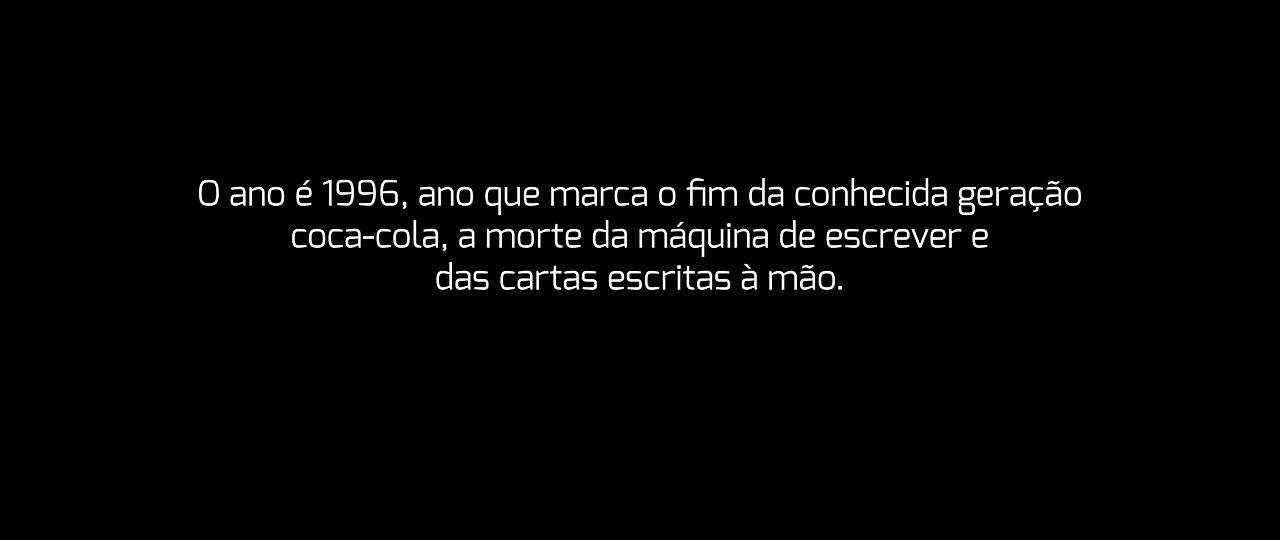 O ano é 1996, ano que marca o fim da conhecida geração
coca-cola, a morte da máquina de escrever e
das cartas escritas à mão.